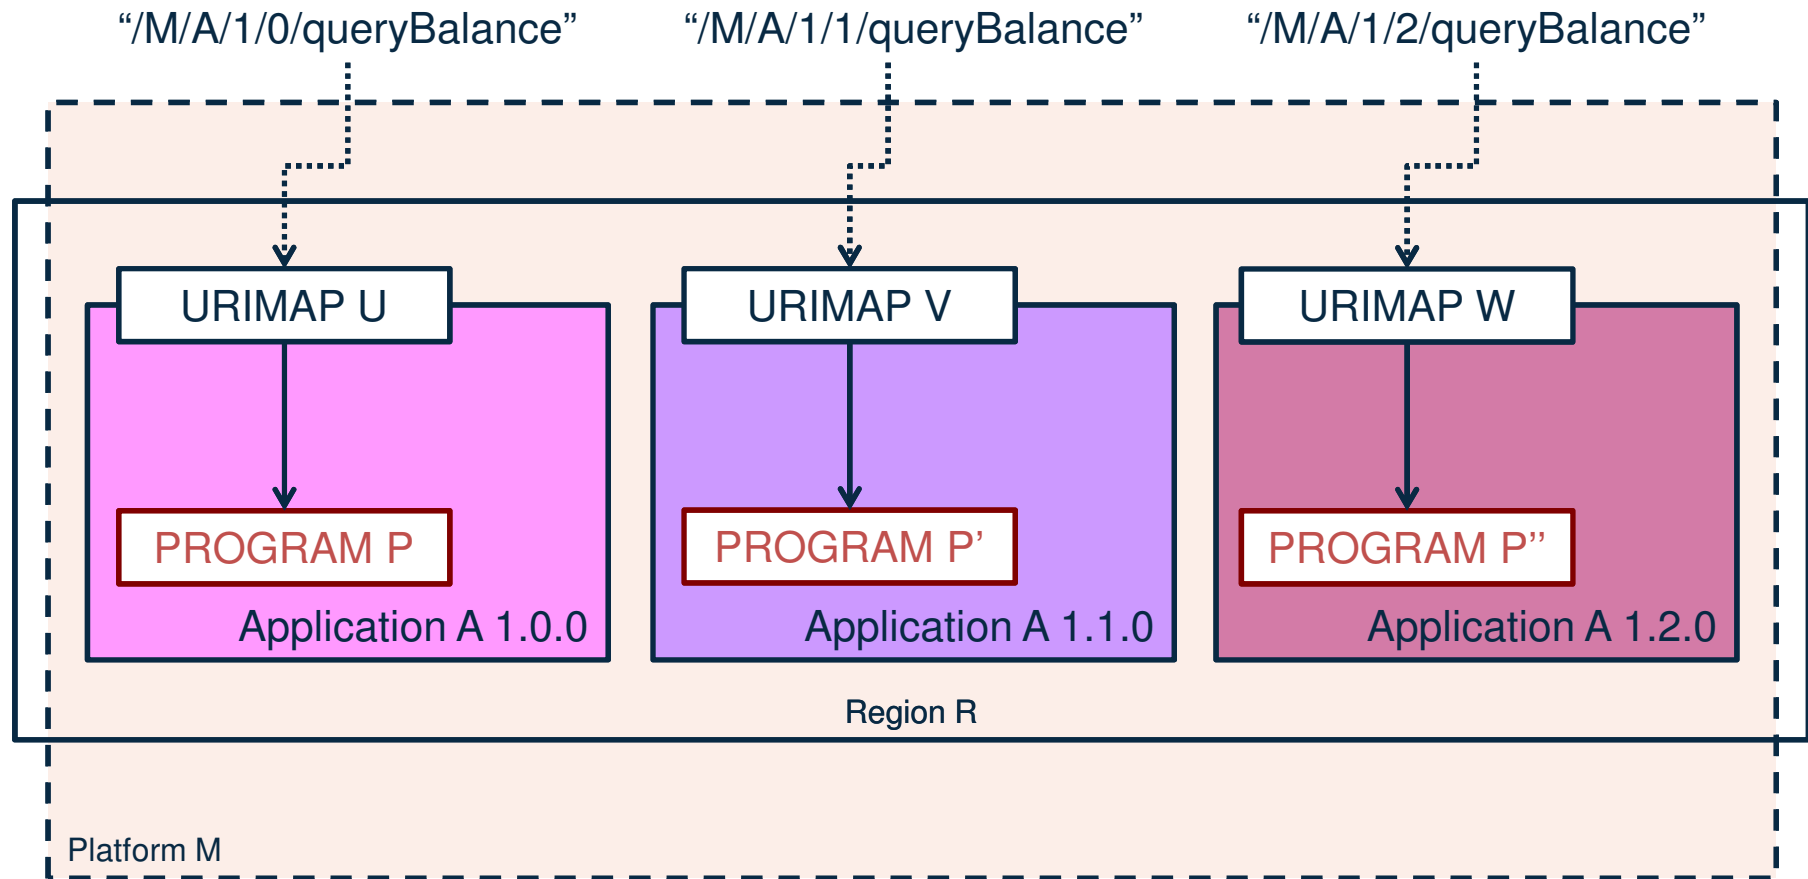 “/M/A/1/0/queryBalance”
“/M/A/1/1/queryBalance”
“/M/A/1/2/queryBalance”
URIMAP U
URIMAP V
URIMAP W
PROGRAM P
PROGRAM P’
PROGRAM P’’
Application A 1.0.0
Application A 1.1.0
Application A 1.2.0
Region R
Platform M